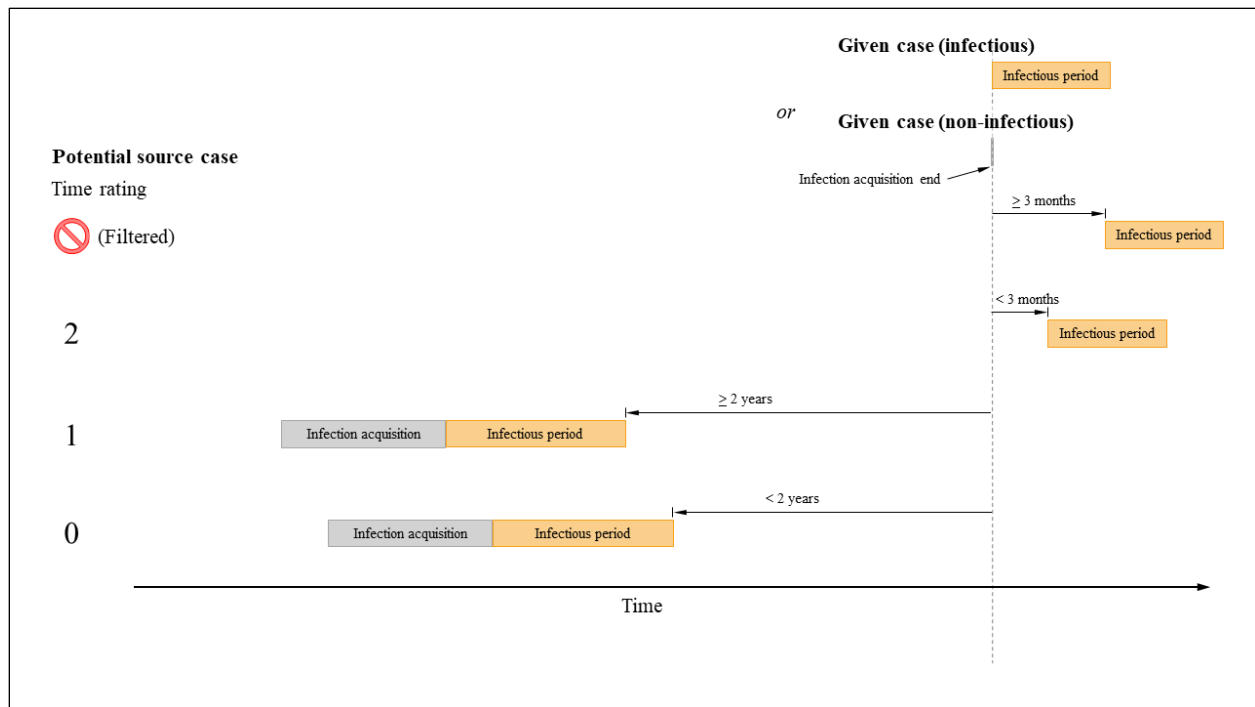 Given case (infectious)
Infectious period
or
Given case (non-infectious)
Infection acquisition end
Potential source case
Time rating
(Filtered)
≥ 3 months
Infectious period
2
< 3 months
Infectious period
1
≥ 2 years
Infection acquisition
Infectious period
0
< 2 years
Infection acquisition
Infectious period
Time